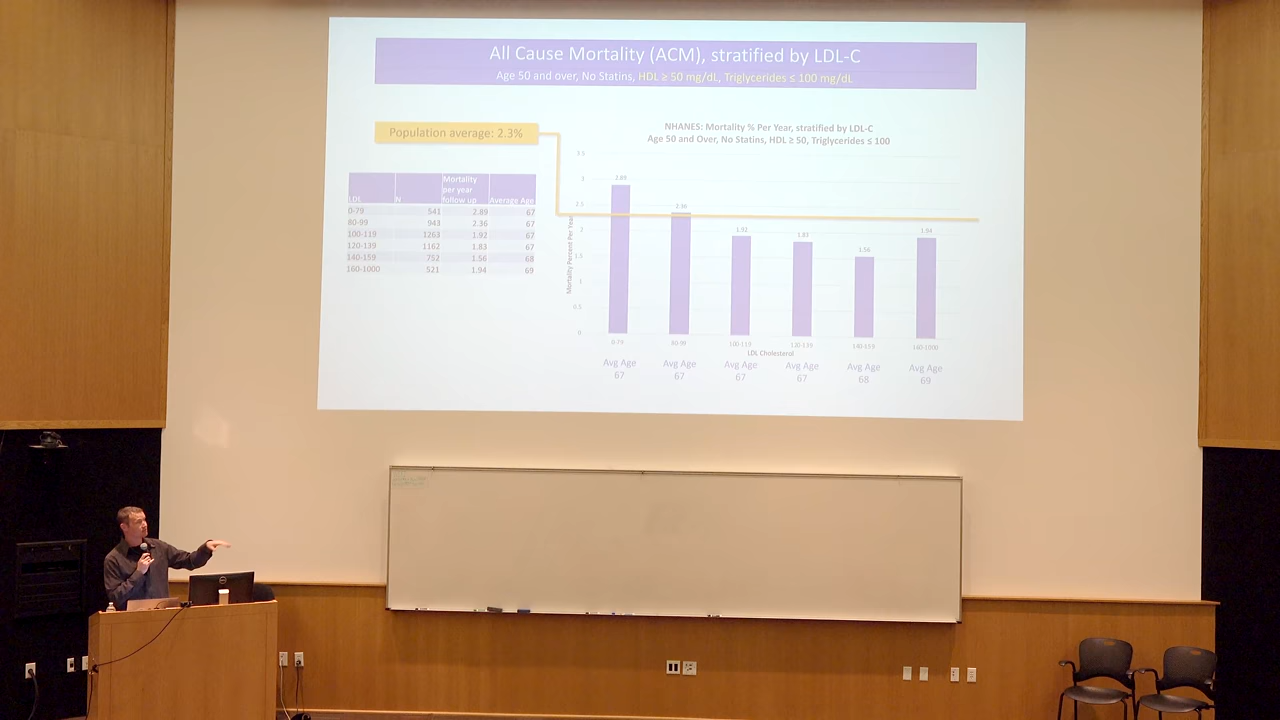 All Cause Mortality (ACM), stratified by LDL-C
Age 50 and over, No Statins, HDL ≥ 50 mg/dL, Triglycerides ≤ 100 mg/dL
Population average: 2.3%
LDL N Mortality per year follow up Average Age
0-79 541 2.89 67
80-99 943 2.36 67
100-119 1263 1.92 67
120-139 1162 1.83 67
140-159 752 1.56 68
160-1000 521 1.94 69
NHANES: Mortality % Per Year, stratified by LDL-C
Age 50 and Over, No Statins, HDL ≥ 50, Triglycerides ≤ 100
Mortality Percent Per Year
3.5
3
2.5
2
1.5
1
0.5
0
2.89
2.36
1.92
1.83
1.56
1.94
0-79
80-99
100-119
120-139
140-159
160-1000
LDL Cholesterol
Avg Age
67
Avg Age
67
Avg Age
67
Avg Age
67
Avg Age
68
Avg Age
69